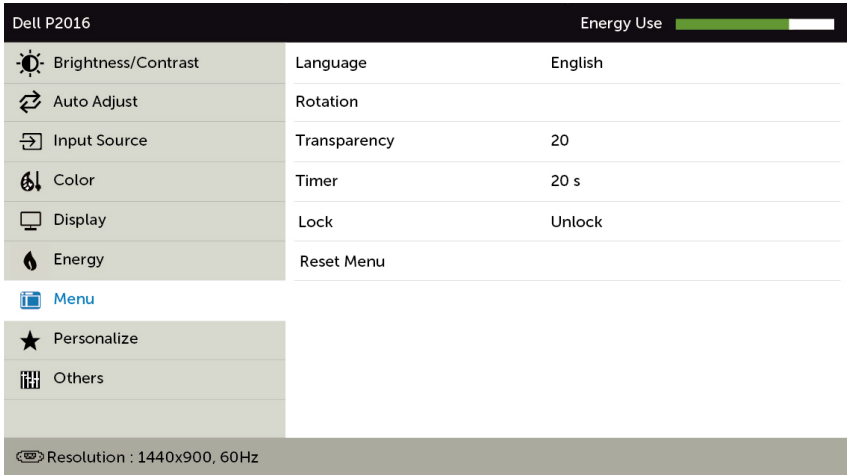 Dell P2016 Energy Use
Brightness/Contrast Language English
Auto Adjust Rotation
Input Source Transparency 20
Color Timer 20 s
Display Lock Unlock
Energy Reset Menu
Menu
Personalize
Others
Resolution : 1440x900, 60Hz